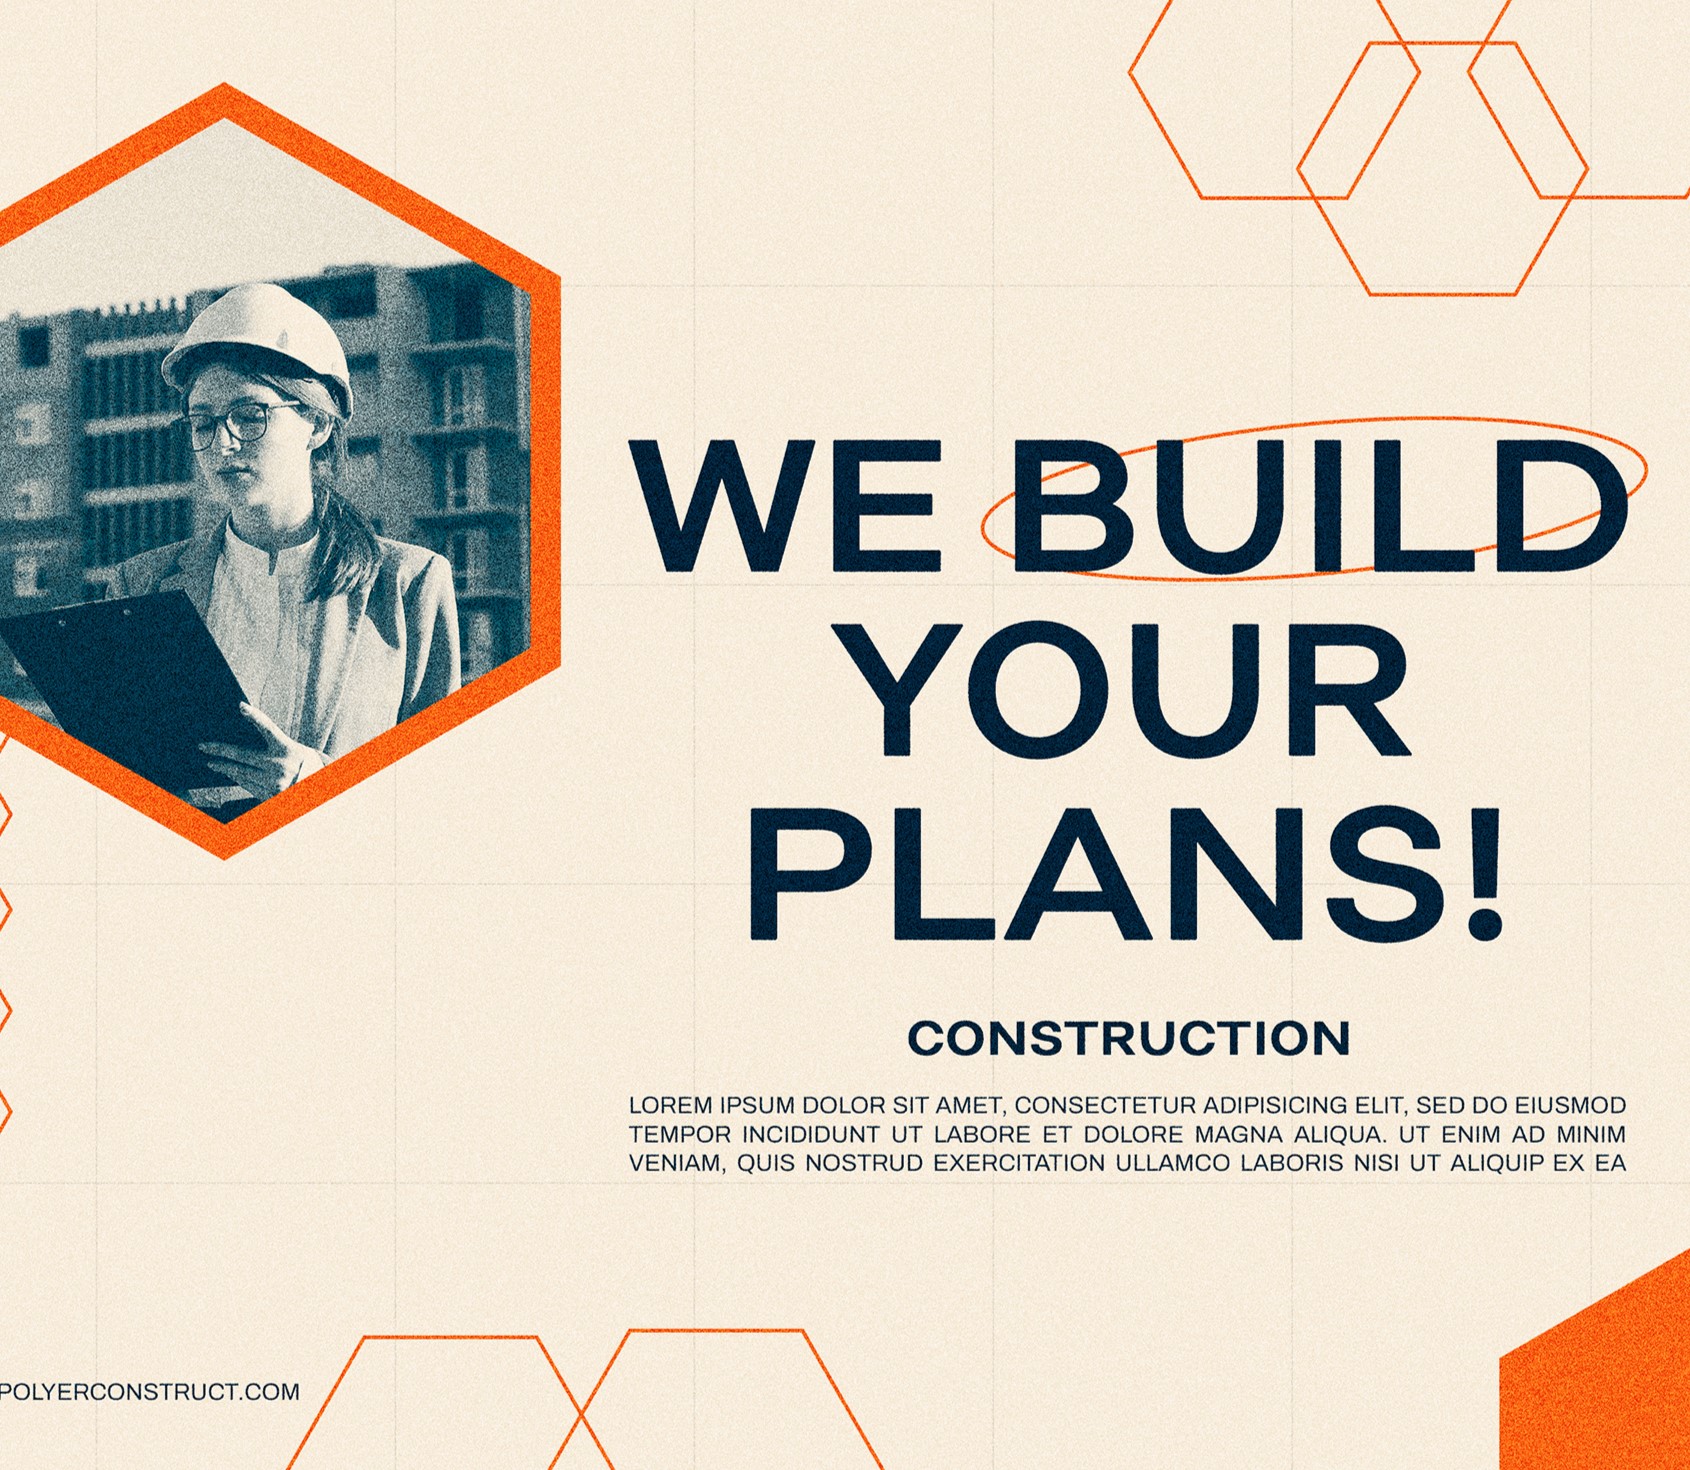 WE BUILD
YOUR
PLANS!
CONSTRUCTION
LOREM IPSUM DOLOR SIT AMET, CONSECTETUR ADIPISICING ELIT, SED DO EIUSMOD
TEMPOR INCIDIDUNT UT LABORE ET DOLORE MAGNA ALIQUA. UT ENIM AD MINIM
VENIAM, QUIS NOSTRUD EXERCITATION ULLAMCO LABORIS NISI UT ALIQUIP EX EA
POLYERCONSTRUCT.COM